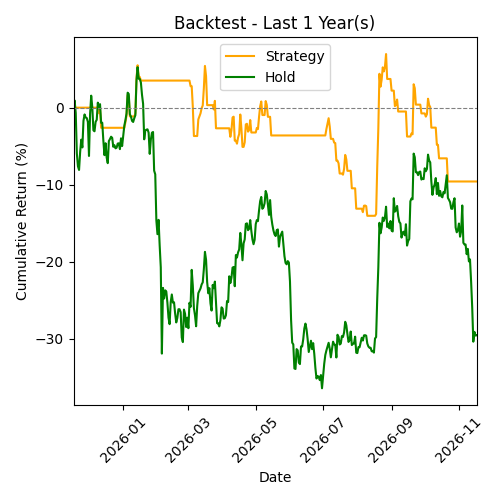 Backtest - Last 1 Year(s)
Strategy
Hold
Cumulative Return (%)
0
−10
−20
−30
2026-01
2026-03
2026-05
2026-07
2026-09
2026-11
Date